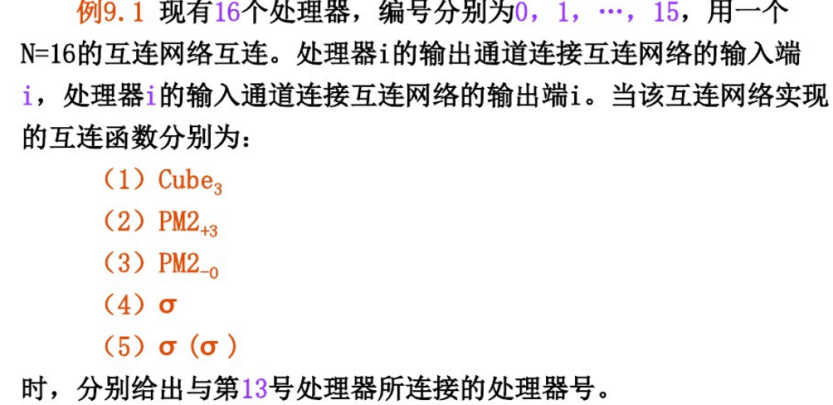 例9.1 现有16个处理器，编号分别为0，1，…，15，用一个
N=16的互连网络互连。处理器i的输出通道连接互连网络的输入端
i，处理器i的输入通道连接互连网络的输出端i。当该互连网络实现
的互连函数分别为：
（1）Cube₃
（2）PM2₊₃
（3）PM2₋₀
（4）σ
（5）σ（σ）
时，分别给出与第13号处理器所连接的处理器号。